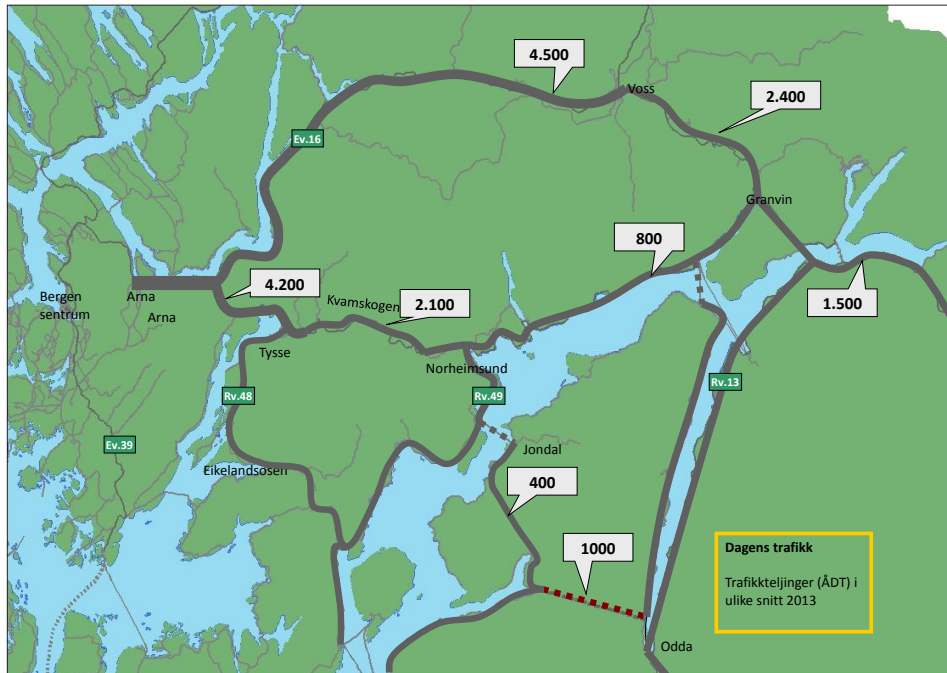 4.500
Voss
2.400
Ev.16
Granvin
800
4.200
Kvamskogen
2.100
1.500
Bergen
sentrum
Arna
Arna
Tysse
Norheimsund
Rv.48
Rv.49
Rv.13
Ev.39
Jondal
Eikelandsosen
400
1000
Dagens trafikk
Trafikkteljinger (ÅDT) i
ulike snitt 2013
Odda